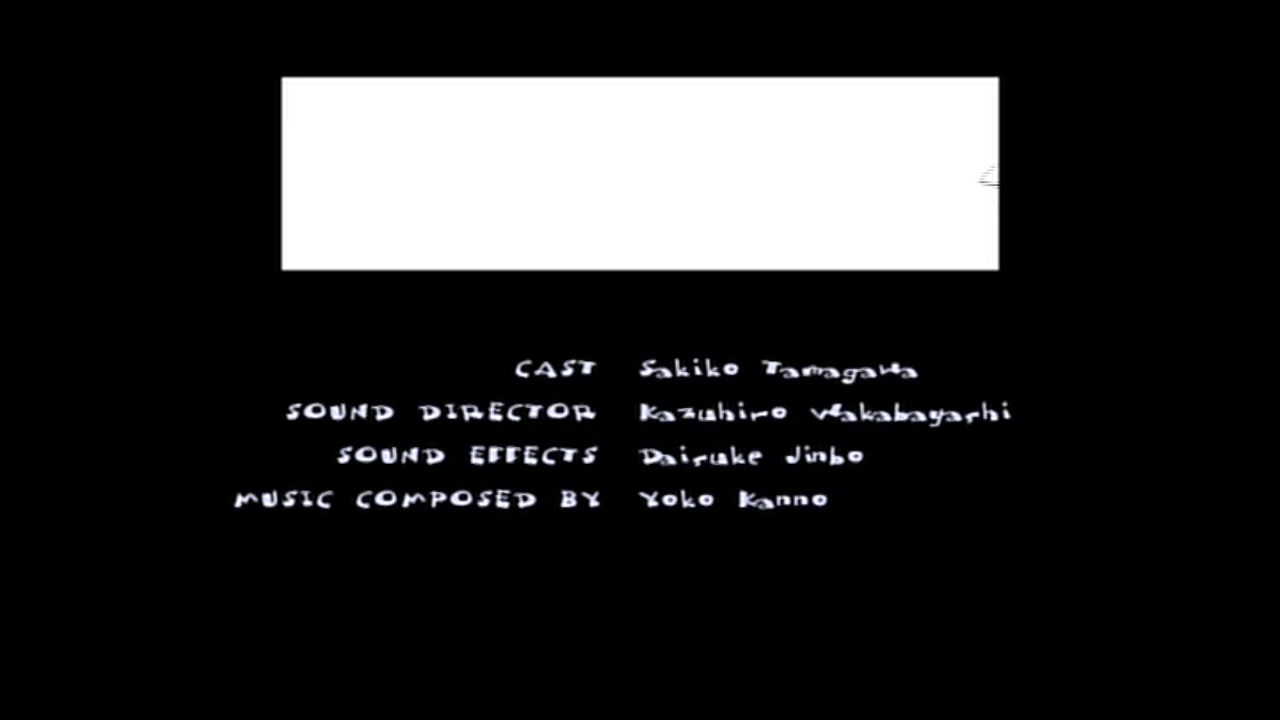 CAST Sakiko Tamagawa
SOUND DIRECTOR Kazuhiro Wakabayashi
SOUND EFFECTS Daisuke Jinbo
MUSIC COMPOSED BY Yoko Kanno